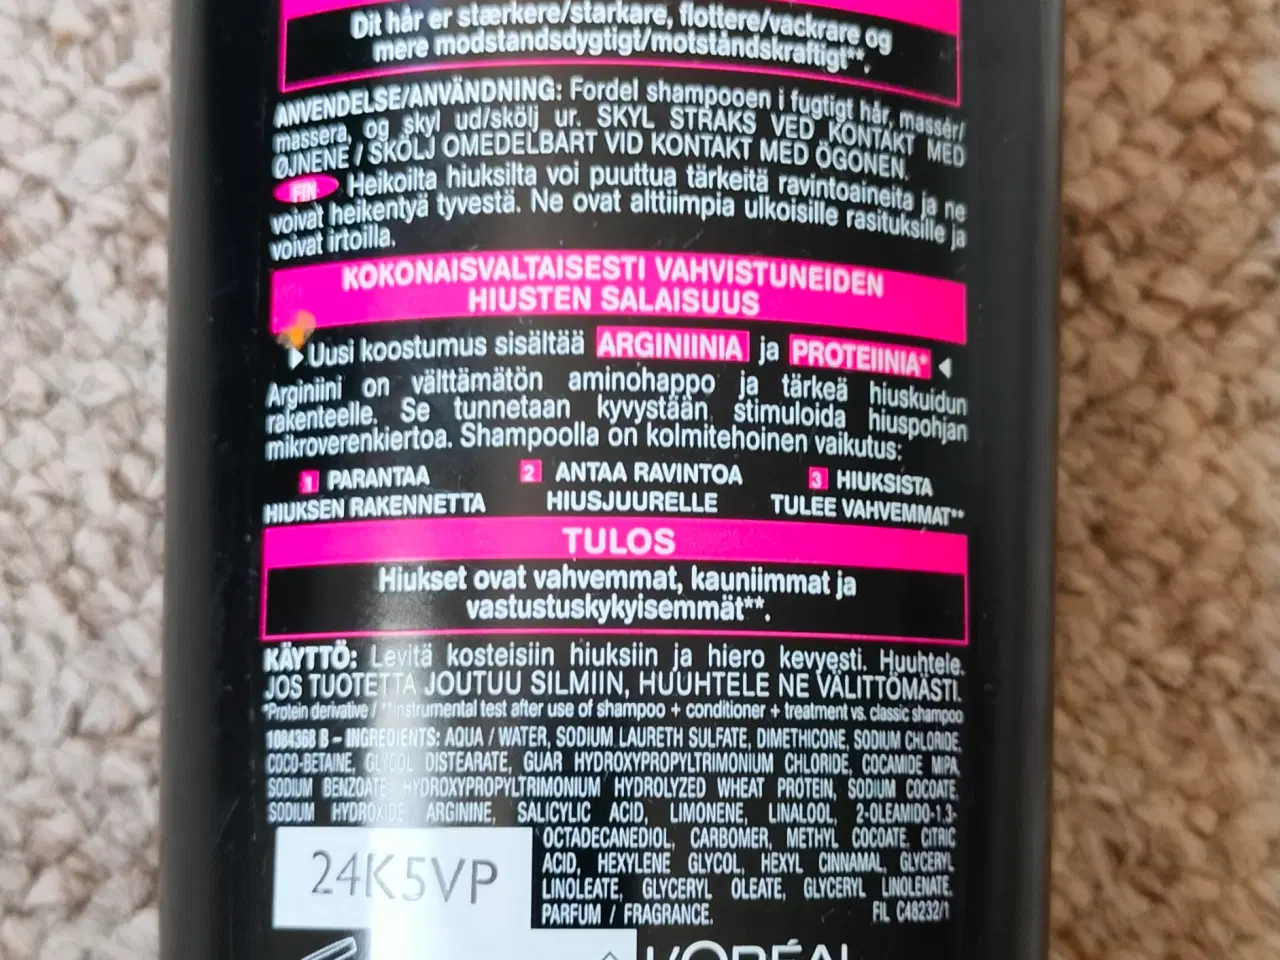 Dit hår er stærkere/starkare, flottere/vackrare og
mere modstandsdygtigt/motståndskraftigt**.
ANVENDELSE/ANVÄNDNING: Fordel shampooen i fugtigt hår, massér/
massera, og skyl ud/skölj ur. SKYL STRAKS VED KONTAKT MED
ØJNENE / SKÖLJ OMEDELBART VID KONTAKT MED ÖGONEN.
FIN Heikoilta hiuksilta voi puuttua tärkeitä ravintoaineita ja ne
voivat heikentyä tyvestä. Ne ovat alttiimpia ulkoisille rasituksille ja
voivat irtoilla.
KOKONAISVALTAISESTI VAHVISTUNEIDEN
HIUSTEN SALAISUUS
Uusi koostumus sisältää ARGINIINIA ja PROTEIINIA*
Arginiini on välttämätön aminohappo ja tärkeä hiuskuidun
rakenteelle. Se tunnetaan kyvystään stimuloida hiuspohjan
mikroverenkiertoa. Shampoolla on kolmitehoinen vaikutus:
1 PARANTAA 2 ANTAA RAVINTOA 3 HIUKSISTA
HIUKSEN RAKENNETTA HIUSJUURELLE TULEE VAHVEMMAT**
TULOS
Hiukset ovat vahvemmat, kauniimmat ja
vastustuskykyisemmät**.
KÄYTTÖ: Levitä kosteisiin hiuksiin ja hiero kevyesti. Huuhtele.
JOS TUOTETTA JOUTUU SILMIIN, HUUHTELE NE VÄLITTÖMÄSTI.
*Protein derivative / **Instrumental test after use of shampoo + conditioner + treatment vs. classic shampoo
1084368 B – INGREDIENTS: AQUA / WATER, SODIUM LAURETH SULFATE, DIMETHICONE, SODIUM CHLORIDE,
COCO-BETAINE, GLYCOL DISTEARATE, GUAR HYDROXYPROPYLTRIMONIUM CHLORIDE, COCAMIDE MIPA,
SODIUM BENZOATE, HYDROXYPROPYLTRIMONIUM HYDROLYZED WHEAT PROTEIN, SODIUM COCOATE,
SODIUM HYDROXIDE, ARGININE, SALICYLIC ACID, LIMONENE, LINALOOL, 2-OLEAMIDO-1,3-
OCTADECANEDIOL, CARBOMER, METHYL COCOATE, CITRIC
ACID, HEXYLENE GLYCOL, HEXYL CINNAMAL, GLYCERYL
LINOLEATE, GLYCERYL OLEATE, GLYCERYL LINOLENATE,
PARFUM / FRAGRANCE. FIL C48232/1
24K5VP
L'ORÉAL